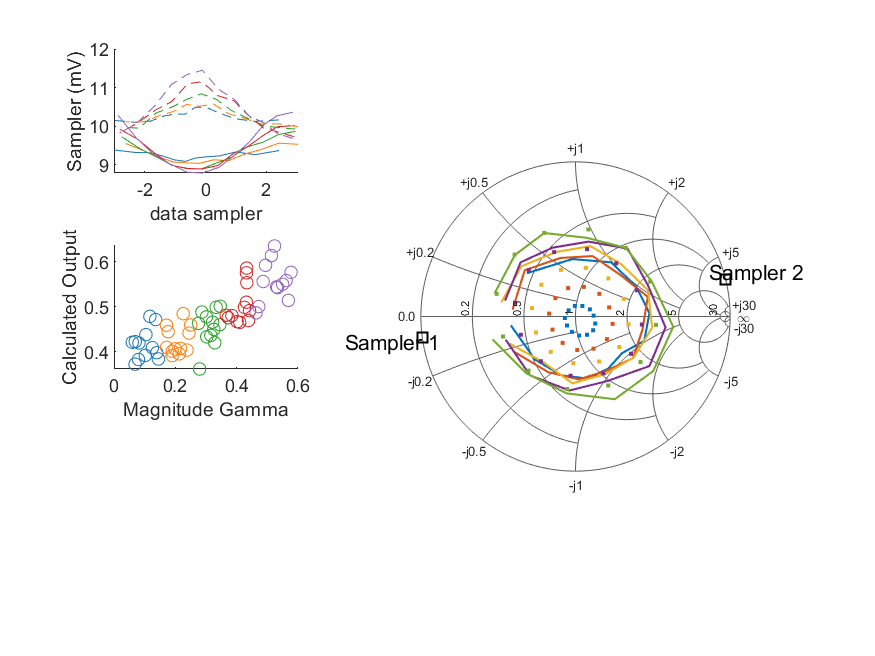 12
11
10
9
Sampler (mV)
-2 0 2
data sampler
0.6
0.5
0.4
Calculated Output
0 0.2 0.4 0.6
Magnitude Gamma
+j1
+j0.5
+j2
+j0.2
+j5
Sampler 2
0.0
0.2
0.5
1
2
5
30
+j30
∞
-j30
Sampler 1
-j0.2
-j5
-j0.5
-j2
-j1